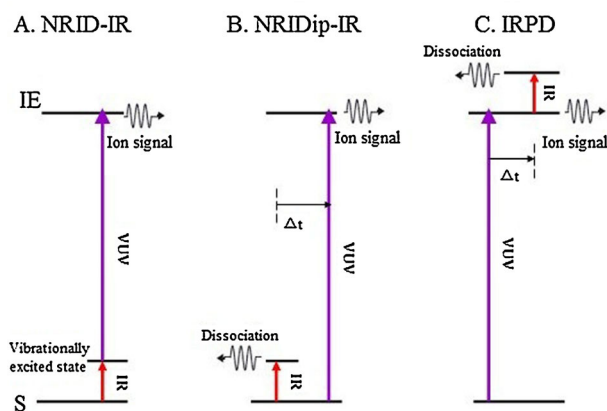 A. NRID-IR
B. NRIDip-IR
C. IRPD
Dissociation
IE
IR
Ion signal
Ion signal
Ion signal
Δt
Δt
VUV
VUV
VUV
Vibrationally
excited state
Dissociation
IR
IR
S